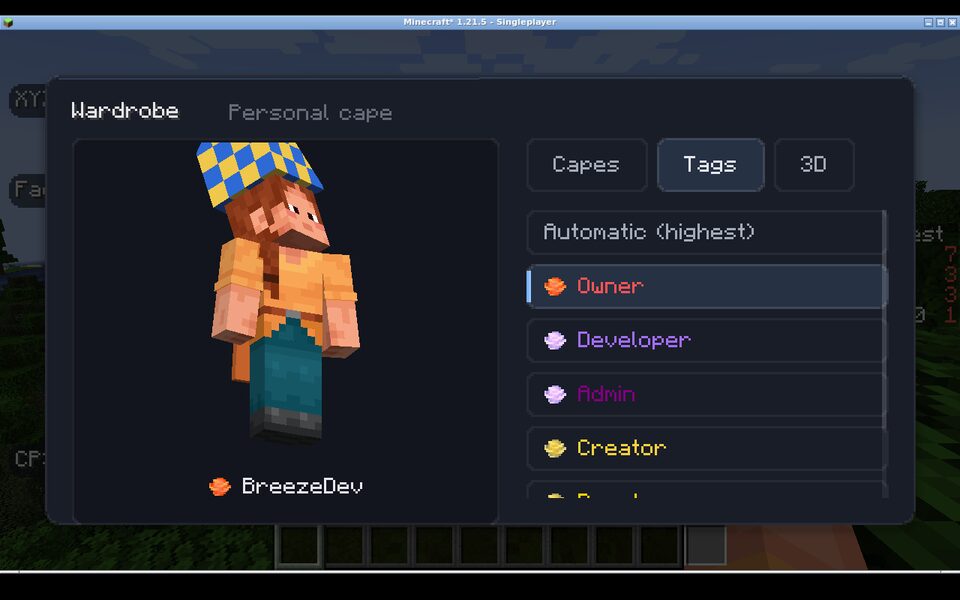 Minecraft* 1.21.5 - Singleplayer
Wardrobe
Personal cape
Capes
Tags
3D
Automatic (highest)
Owner
Developer
Admin
Creator
BreezeDev